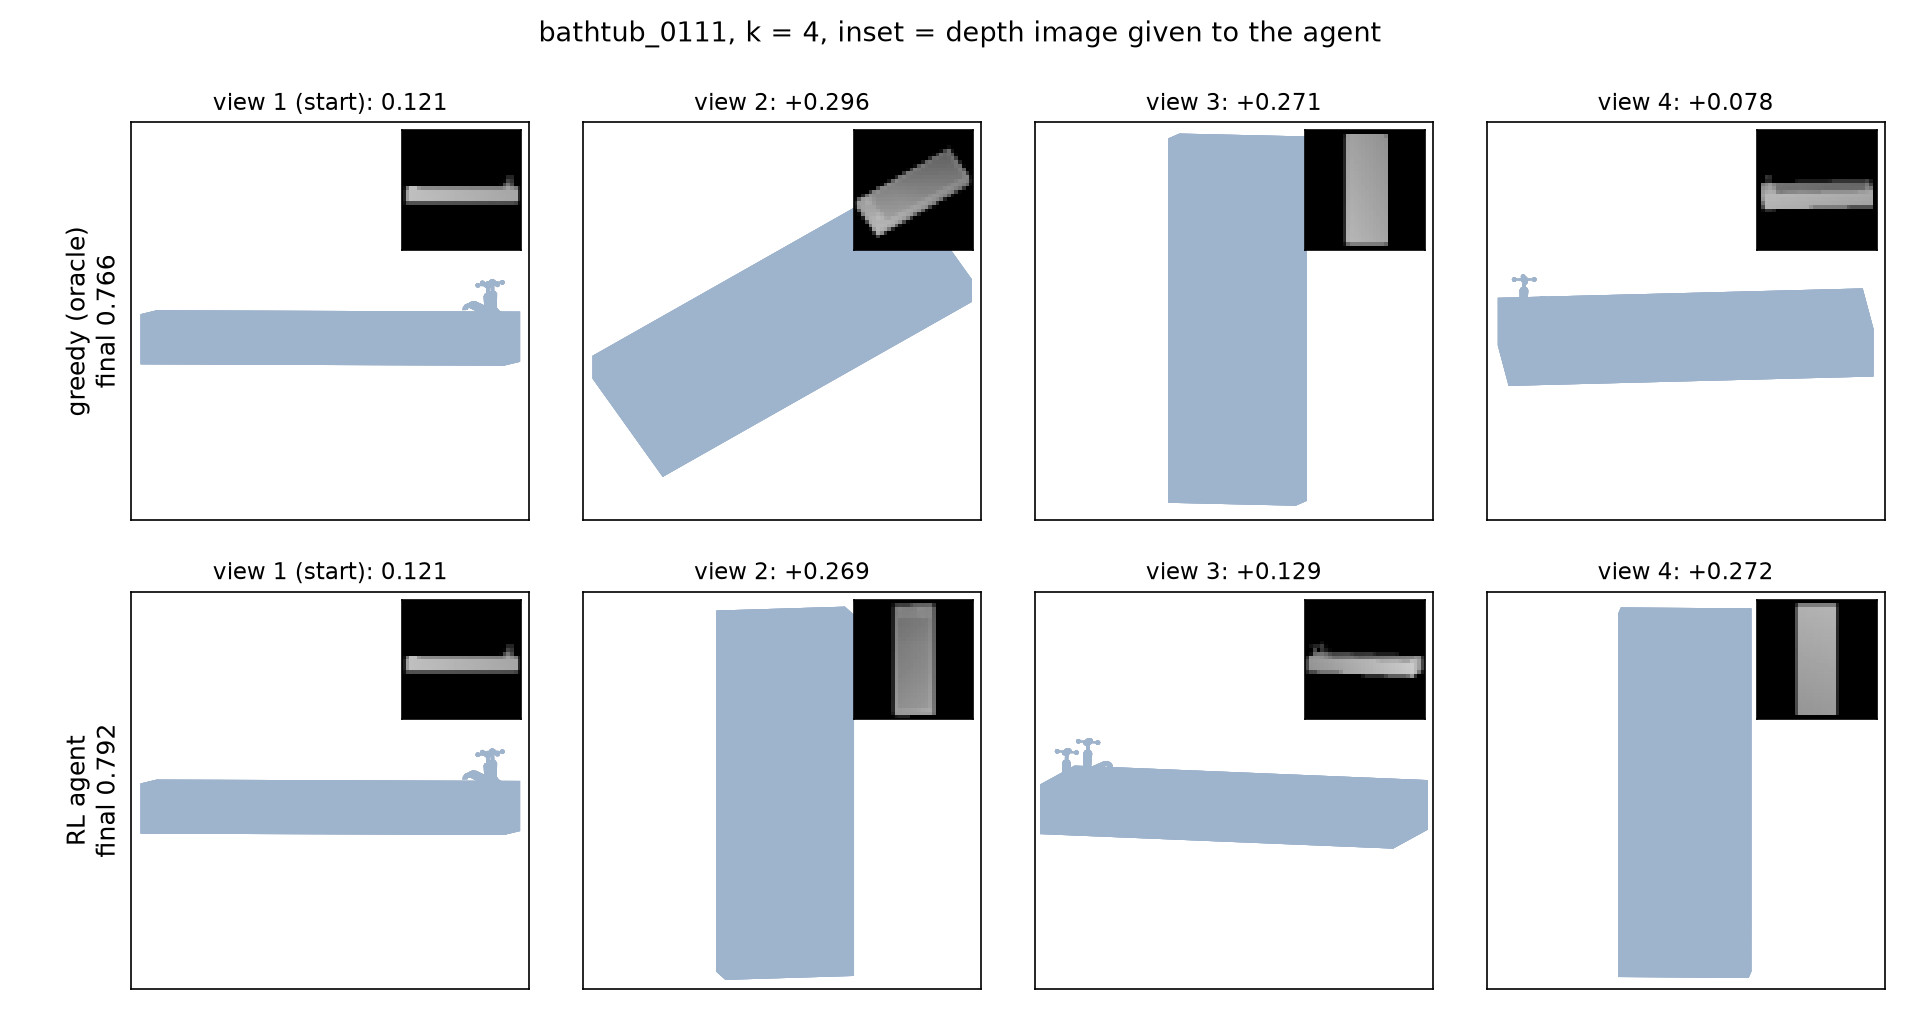 bathtub_0111, k = 4, inset = depth image given to the agent
view 1 (start): 0.121
view 2: +0.296
view 3: +0.271
view 4: +0.078
greedy (oracle)
final 0.766
view 1 (start): 0.121
view 2: +0.269
view 3: +0.129
view 4: +0.272
RL agent
final 0.792